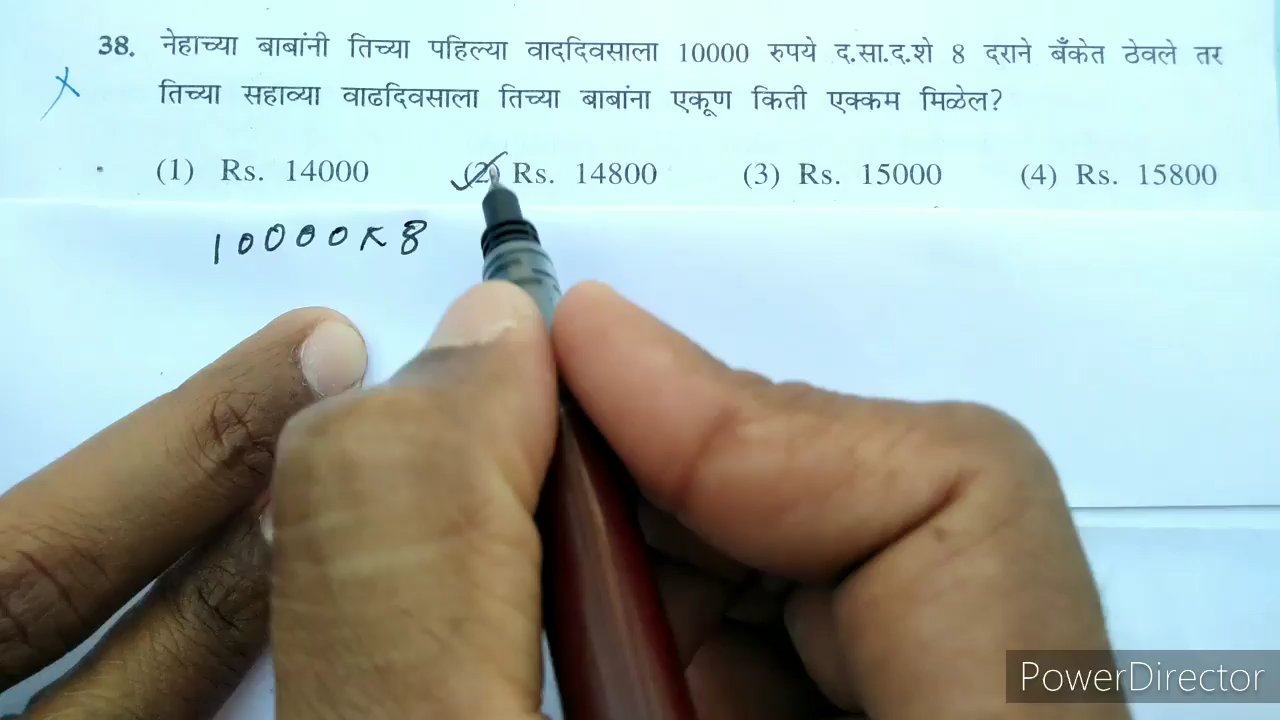 38. नेहाच्या बाबांनी तिच्या पहिल्या वाददिवसाला 10000 रुपये द.सा.द.शे 8 दराने बँकेत ठेवले तर
तिच्या सहाव्या वाढदिवसाला तिच्या बाबांना एकूण किती एक्कम मिळेल?
(1) Rs. 14000 (2) Rs. 14800 (3) Rs. 15000 (4) Rs. 15800
10000 × 8
PowerDirector